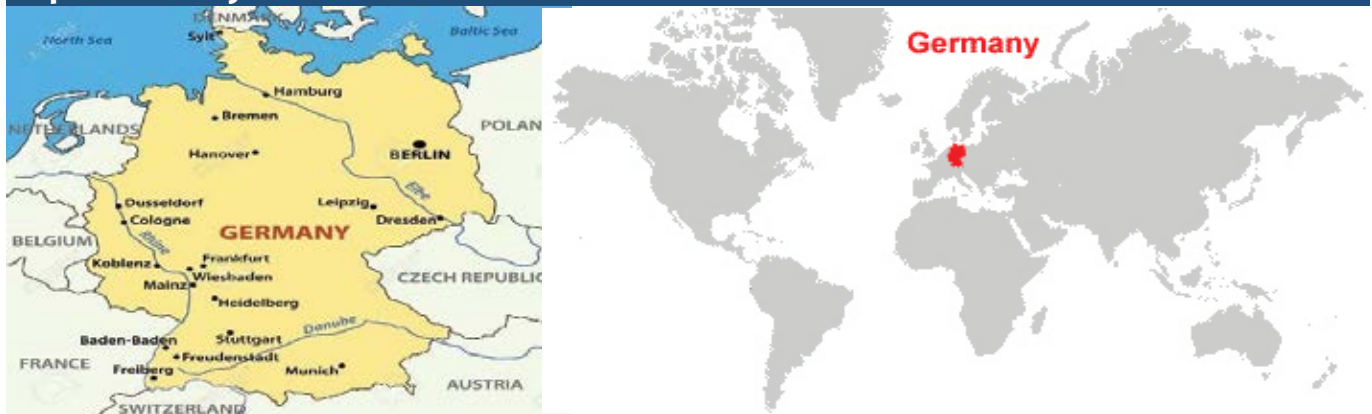 DENMARK
North Sea
Sylt
Baltic Sea
Hamburg
Bremen
NETHERLANDS
POLAN
Hanover
BERLIN
Elbe
Dusseldorf
Leipzig
Cologne
Dresden
GERMANY
BELGIUM
Rhine
Koblenz
Frankfurt
Wiesbaden
CZECH REPUBLIC
Mainz
Heidelberg
Danube
Baden-Baden
Stuttgart
FRANCE
Freudenstadt
Freiberg
Munich
AUSTRIA
SWITZERLAND
Germany